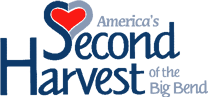 America's
Second
Harvest of the
Big Bend